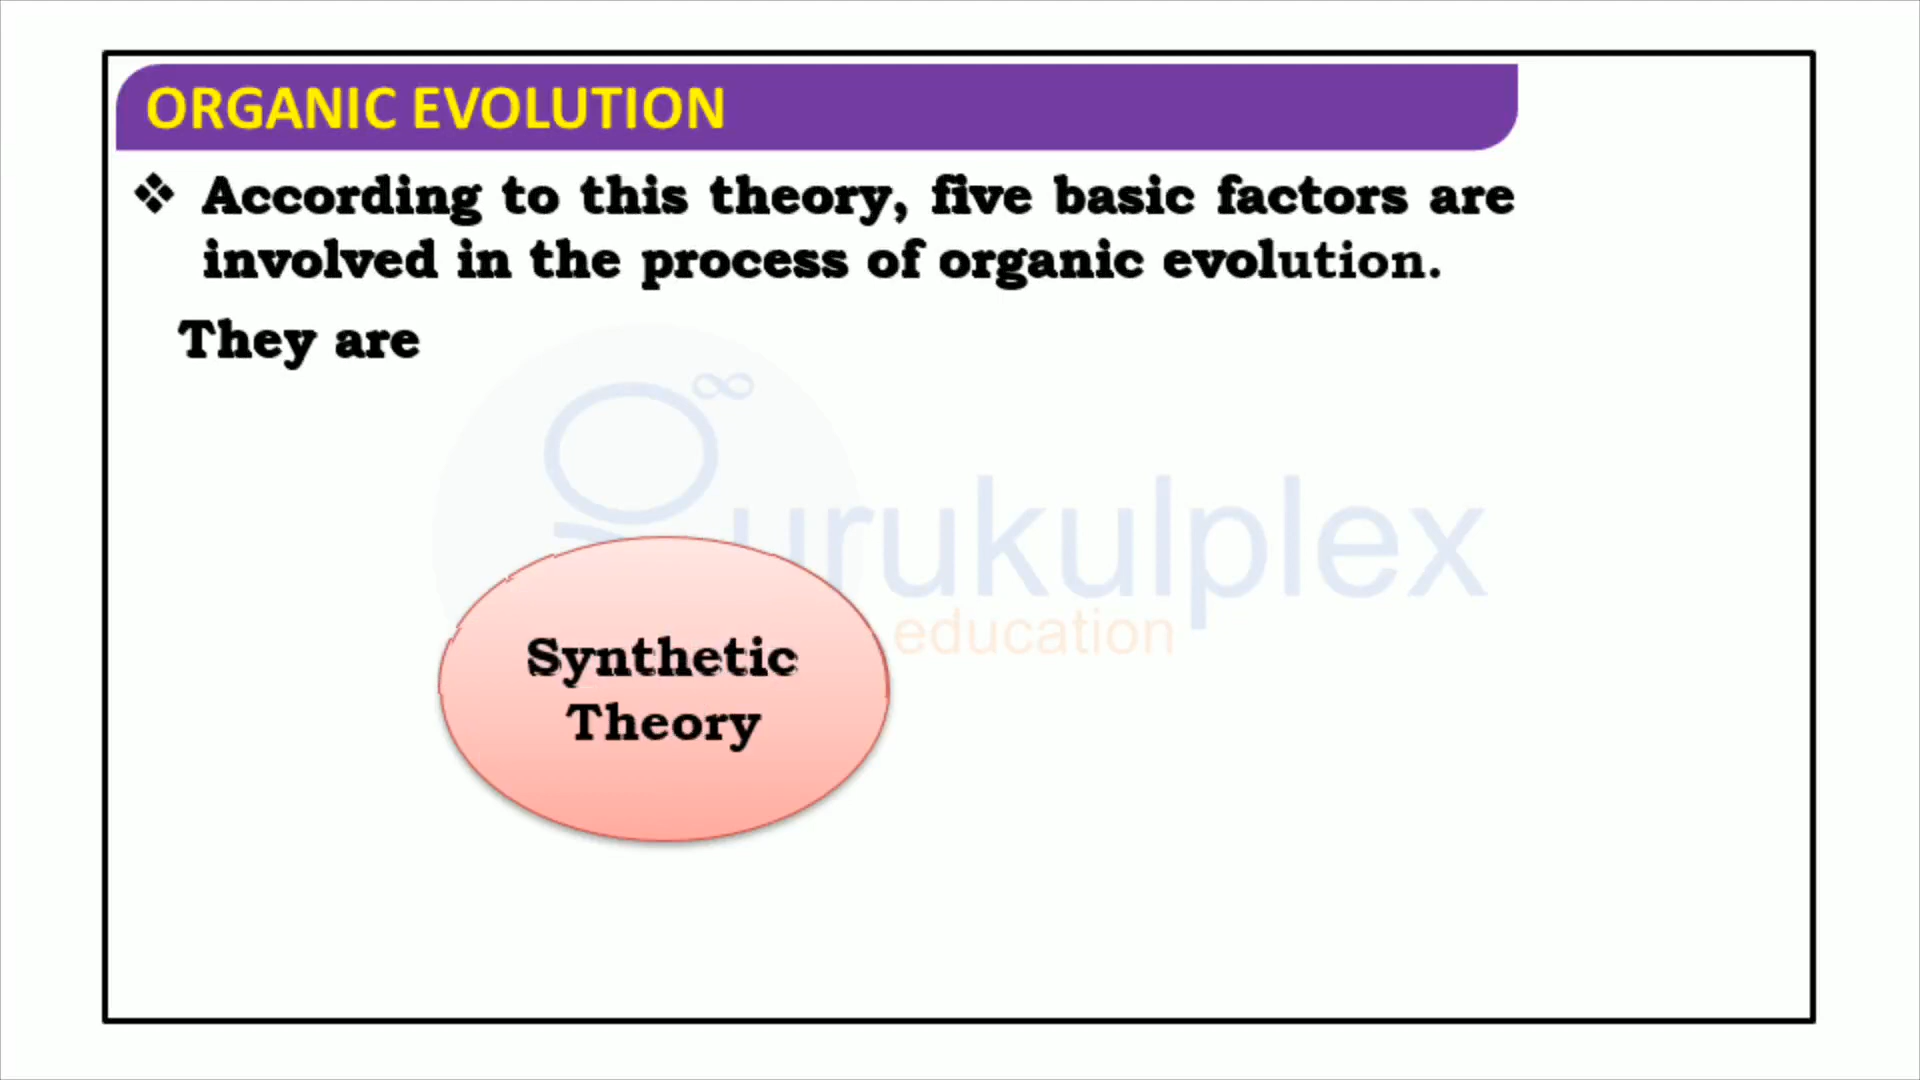 ORGANIC EVOLUTION
❖ According to this theory, five basic factors are
involved in the process of organic evolution.
They are
gurukulplex
education
Synthetic
Theory